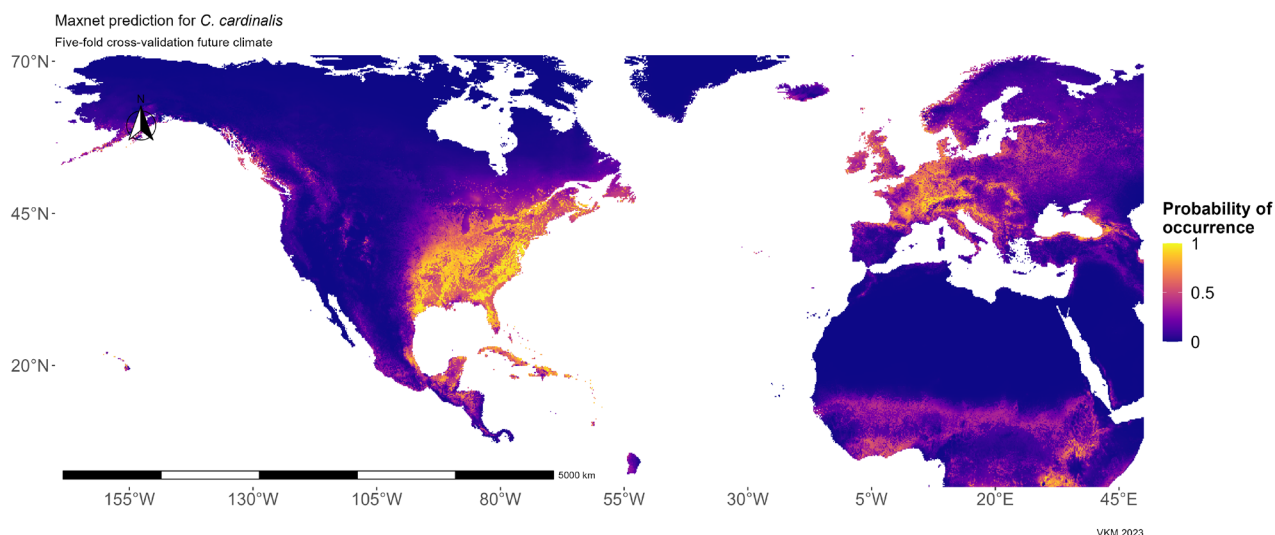 Maxnet prediction for C. cardinalis
Five-fold cross-validation future climate
70°N
45°N
20°N
N
5000 km
155°W
130°W
105°W
80°W
55°W
30°W
5°W
20°E
45°E
Probability of
occurrence
1
0.5
0
VKM 2023